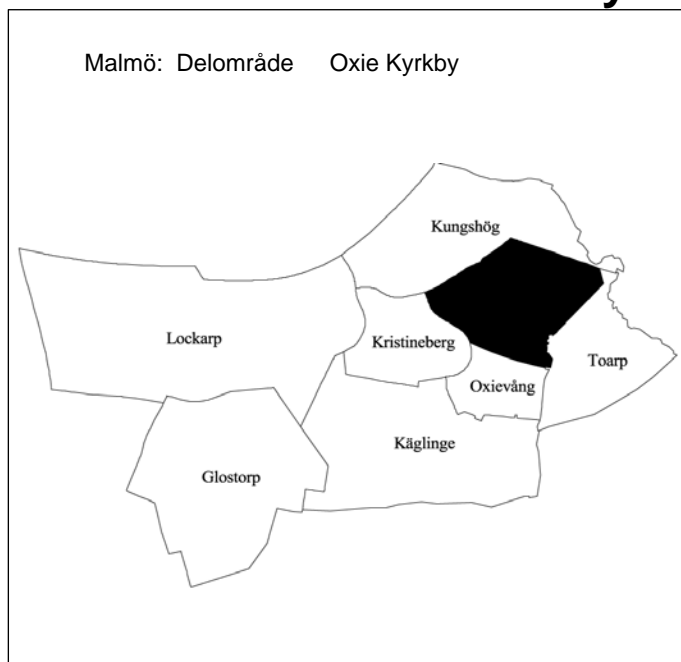 Malmö: Delområde Oxie Kyrkby
Kungshög
Lockarp
Kristineberg
Toarp
Oxievång
Käglinge
Glostorp